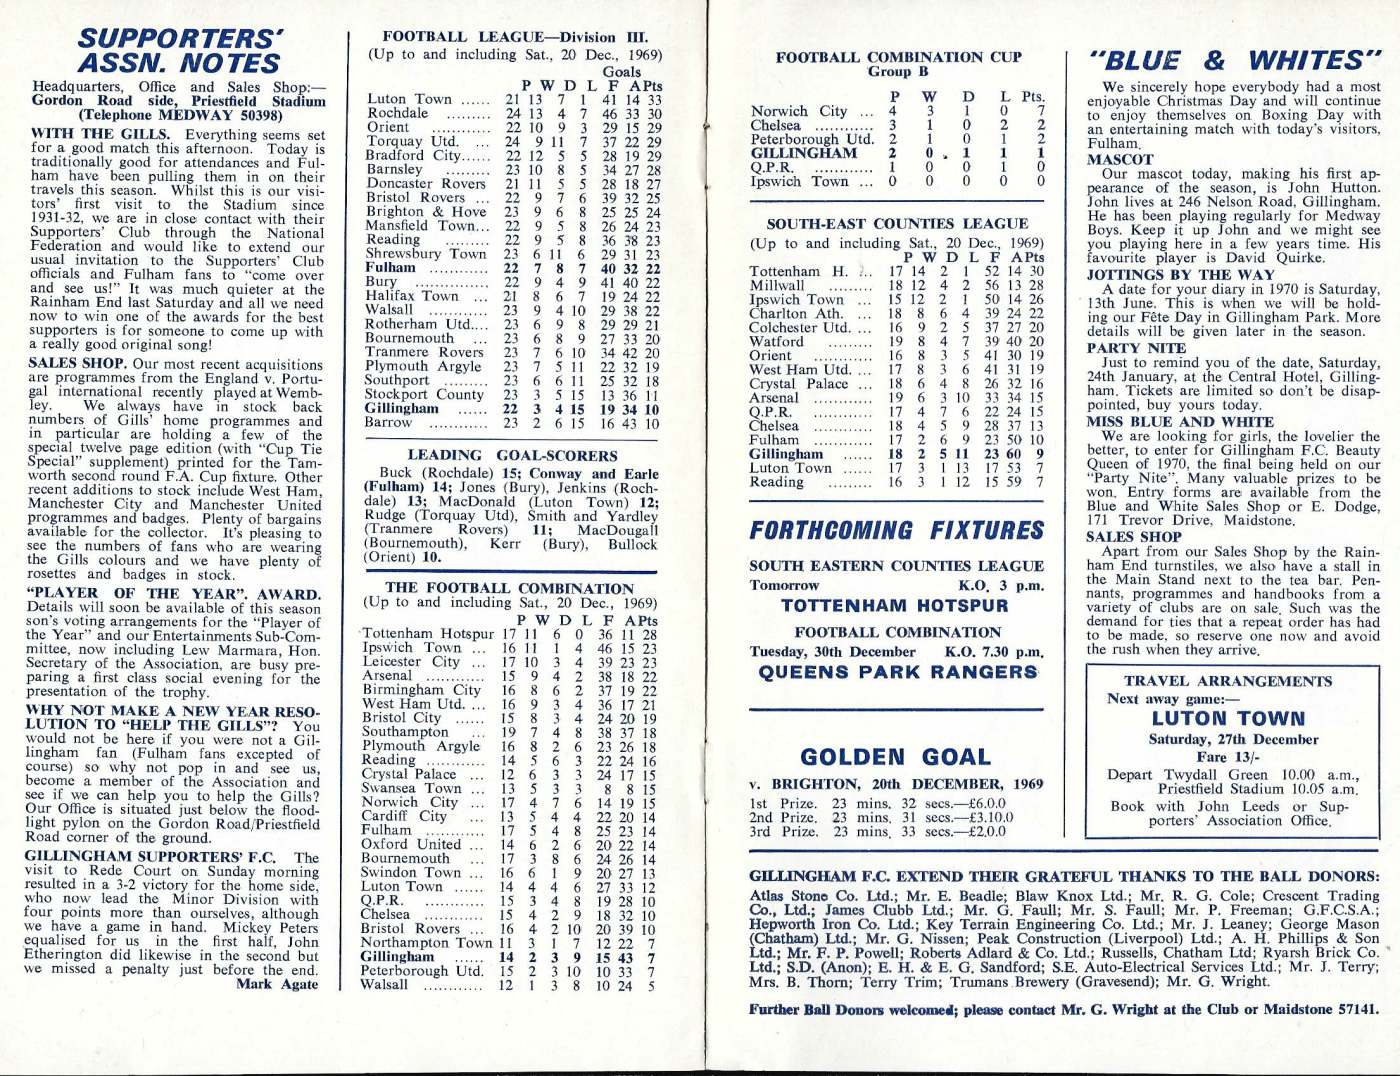 SUPPORTERS'
ASSN. NOTES
Headquarters, Office and Sales Shop:—
Gordon Road side, Priestfield Stadium
(Telephone MEDWAY 50398)
WITH THE GILLS. Everything seems set
for a good match this afternoon. Today is
traditionally good for attendances and Ful-
ham have been pulling them in on their
travels this season. Whilst this is our visi-
tors' first visit to the Stadium since
1931-32, we are in close contact with their
Supporters' Club through the National
Federation and would like to extend our
usual invitation to the Supporters' Club
officials and Fulham fans to "come over
and see us!" It was much quieter at the
Rainham End last Saturday and all we need
now to win one of the awards for the best
supporters is for someone to come up with
a really good original song!
SALES SHOP. Our most recent acquisitions
are programmes from the England v. Portu-
gal international recently played at Wemb-
ley. We always have in stock back
numbers of Gills' home programmes and
in particular are holding a few of the
special twelve page edition (with "Cup Tie
Special" supplement) printed for the Tam-
worth second round F.A. Cup fixture. Other
recent additions to stock include West Ham,
Manchester City and Manchester United
programmes and badges. Plenty of bargains
available for the collector. It's pleasing to
see the numbers of fans who are wearing
the Gills colours and we have plenty of
rosettes and badges in stock.
"PLAYER OF THE YEAR". AWARD.
Details will soon be available of this season
son's voting arrangements for the "Player of
the Year" and our Entertainments Sub-Com-
mittee, now including Lew Marmara, Hon.
Secretary of the Association, are busy pre-
paring a first class social evening for the
presentation of the trophy.
WHY NOT MAKE A NEW YEAR RESO-
LUTION TO "HELP THE GILLS"? You
would not be here if you were not a Gil-
lingham fan (Fulham fans excepted of
course) so why not pop in and see us,
become a member of the Association and
see if we can help you to help the Gills?
Our Office is situated just below the flood-
light pylon on the Gordon Road/Priestfield
Road corner of the ground.
GILLINGHAM SUPPORTERS' F.C. The
visit to Rede Court on Sunday morning
resulted in a 3-2 victory for the home side,
who now lead the Minor Division with
four points more than ourselves, although
we have a game in hand. Mickey Peters
equalised for us in the first half, John
Etherington did likewise in the second but
we missed a penalty just before the end.
Mark Agate
FOOTBALL LEAGUE—Division III.
(Up to and including Sat., 20 Dec., 1969)
Goals
P W D L F A Pts
Luton Town ...... 21 13 7 1 41 14 33
Rochdale ......... 24 13 4 7 46 33 30
Orient ............ 22 10 9 3 29 15 29
Torquay Utd. ... 24 9 11 7 37 22 29
Bradford City...... 22 12 5 5 28 19 29
Barnsley ......... 23 10 8 5 34 27 28
Doncaster Rovers 21 11 5 5 28 18 27
Bristol Rovers ... 22 9 7 6 39 32 25
Brighton & Hove 23 9 6 8 25 25 24
Mansfield Town... 22 9 5 8 26 24 23
Reading ......... 22 9 5 8 36 38 23
Shrewsbury Town 23 6 11 6 29 31 23
Fulham ............ 22 7 8 7 40 32 22
Bury ............... 22 9 4 9 41 40 22
Halifax Town ... 21 8 6 7 19 24 22
Walsall ............ 23 9 4 10 29 38 22
Rotherham Utd.... 23 6 9 8 29 29 21
Bournemouth ... 23 6 8 9 27 33 20
Tranmere Rovers 23 7 6 10 34 42 20
Plymouth Argyle 23 7 5 11 22 32 19
Southport ......... 23 6 6 11 25 32 18
Stockport County 23 3 5 15 13 36 11
Gillingham ...... 22 3 4 15 19 34 10
Barrow ............ 23 2 6 15 16 43 10
LEADING GOAL-SCORERS
Buck (Rochdale) 15; Conway and Earle
(Fulham) 14; Jones (Bury), Jenkins (Roch-
dale) 13; MacDonald (Luton Town) 12;
Rudge (Torquay Utd), Smith and Yardley
(Tranmere Rovers) 11; MacDougall
(Bournemouth), Kerr (Bury), Bullock
(Orient) 10.
THE FOOTBALL COMBINATION
(Up to and including Sat., 20 Dec., 1969)
P W D L F A Pts
Tottenham Hotspur 17 11 6 0 36 11 28
Ipswich Town ... 16 11 1 4 46 15 23
Leicester City ... 17 10 3 4 39 23 23
Arsenal ............ 15 9 4 2 38 18 22
Birmingham City 16 8 6 2 37 19 22
West Ham Utd. ... 16 9 3 4 36 17 21
Bristol City ...... 15 8 3 4 24 20 19
Southampton ... 19 7 4 8 38 37 18
Plymouth Argyle 16 8 2 6 23 26 18
Reading ............ 14 5 6 3 22 24 16
Crystal Palace ... 12 6 3 3 24 17 15
Swansea Town ... 13 5 3 3 8 8 15
Norwich City ... 17 4 7 6 14 19 15
Cardiff City ... 13 5 4 4 22 20 14
Fulham ............ 17 5 4 8 25 23 14
Oxford United ... 14 6 2 6 20 22 14
Bournemouth ... 17 3 8 6 24 26 14
Swindon Town ... 16 6 1 9 20 27 13
Luton Town ...... 14 4 4 6 27 33 12
Q.P.R. ............ 15 3 4 8 19 28 10
Chelsea ............ 15 4 2 9 18 32 10
Bristol Rovers ... 16 4 2 10 20 39 10
Northampton Town 11 3 1 7 12 22 7
Gillingham ...... 14 2 3 9 15 43 7
Peterborough Utd. 15 2 3 10 10 33 7
Walsall ............ 12 1 3 8 10 24 5
FOOTBALL COMBINATION CUP
Group B
P W D L Pts.
Norwich City ... 4 3 1 0 7
Chelsea ............ 3 1 0 2 2
Peterborough Utd. 2 1 0 1 2
GILLINGHAM 2 0 1 1 1
Q.P.R. ............ 1 0 0 1 0
Ipswich Town ... 0 0 0 0 0
SOUTH-EAST COUNTIES LEAGUE
(Up to and including Sat., 20 Dec., 1969)
P W D L F A Pts
Tottenham H. ... 17 14 2 1 52 14 30
Millwall ......... 18 12 4 2 56 13 28
Ipswich Town ... 15 12 2 1 50 14 26
Charlton Ath. ... 18 8 6 4 39 24 22
Colchester Utd. ... 16 9 2 5 37 27 20
Watford ......... 19 8 4 7 39 40 20
Orient ............ 16 8 3 5 41 30 19
West Ham Utd. ... 17 8 3 6 41 31 19
Crystal Palace ... 18 6 4 8 26 32 16
Arsenal ............ 19 6 3 10 33 34 15
Q.P.R. ............ 17 4 7 6 22 24 15
Chelsea ............ 18 4 5 9 28 37 13
Fulham ............ 17 2 6 9 23 50 10
Gillingham ...... 18 2 5 11 23 60 9
Luton Town ...... 17 3 1 13 17 53 7
Reading ......... 16 3 1 12 15 59 7
FORTHCOMING FIXTURES
SOUTH EASTERN COUNTIES LEAGUE
Tomorrow K.O. 3 p.m.
TOTTENHAM HOTSPUR
FOOTBALL COMBINATION
Tuesday, 30th December K.O. 7.30 p.m.
QUEENS PARK RANGERS
GOLDEN GOAL
v. BRIGHTON, 20th DECEMBER, 1969
1st Prize. 23 mins. 32 secs.—£6.0.0
2nd Prize. 23 mins. 31 secs.—£3.10.0
3rd Prize. 23 mins. 33 secs.—£2.0.0
"BLUE & WHITES"
We sincerely hope everybody had a most
enjoyable Christmas Day and will continue
to enjoy themselves on Boxing Day with
an entertaining match with today's visitors,
Fulham.
MASCOT
Our mascot today, making his first ap-
pearance of the season, is John Hutton.
John lives at 246 Nelson Road, Gillingham.
He has been playing regularly for Medway
Boys. Keep it up John and we might see
you playing here in a few years time. His
favourite player is David Quirke.
JOTTINGS BY THE WAY
A date for your diary in 1970 is Saturday,
13th June. This is when we will be hold-
ing our Fête Day in Gillingham Park. More
details will be given later in the season.
PARTY NITE
Just to remind you of the date, Saturday,
24th January, at the Central Hotel, Gilling-
ham. Tickets are limited so don't be disap-
pointed, buy yours today.
MISS BLUE AND WHITE
We are looking for girls, the lovelier the
better, to enter for Gillingham F.C. Beauty
Queen of 1970, the final being held on our
"Party Nite". Many valuable prizes to be
won. Entry forms are available from the
Blue and White Sales Shop or E. Dodge,
171 Trevor Drive, Maidstone.
SALES SHOP
Apart from our Sales Shop by the Rain-
ham End turnstiles, we also have a stall in
the Main Stand next to the tea bar. Pen-
nants, programmes and handbooks from a
variety of clubs are on sale. Such was the
demand for ties that a repeat order has had
to be made, so reserve one now and avoid
the rush when they arrive.
TRAVEL ARRANGEMENTS
Next away game:—
LUTON TOWN
Saturday, 27th December
Fare 13/-
Depart Twydall Green 10.00 a.m.,
Priestfield Stadium 10.05 a.m.
Book with John Leeds or Sup-
porters' Association Office.
GILLINGHAM F.C. EXTEND THEIR GRATEFUL THANKS TO THE BALL DONORS:
Atlas Stone Co. Ltd.; Mr. E. Beadle; Blaw Knox Ltd.; Mr. R. G. Cole; Crescent Trading
Co., Ltd.; James Clubb Ltd.; Mr. G. Faull; Mr. S. Faull; Mr. P. Freeman; G.F.C.S.A.;
Hepworth Iron Co. Ltd.; Key Terrain Engineering Co. Ltd.; Mr. J. Leaney; George Mason
(Chatham) Ltd.; Mr. G. Nissen; Peak Construction (Liverpool) Ltd.; A. H. Phillips & Son
Ltd.; Mr. F. P. Powell; Roberts Adlard & Co. Ltd.; Russells, Chatham Ltd; Ryarsh Brick Co.
Ltd.; S.D. (Anon); E. H. & E. G. Sandford; S.E. Auto-Electrical Services Ltd.; Mr. J. Terry;
Mrs. B. Thorn; Terry Trim; Trumans Brewery (Gravesend); Mr. G. Wright.
Further Ball Donors welcomed; please contact Mr. G. Wright at the Club or Maidstone 57141.